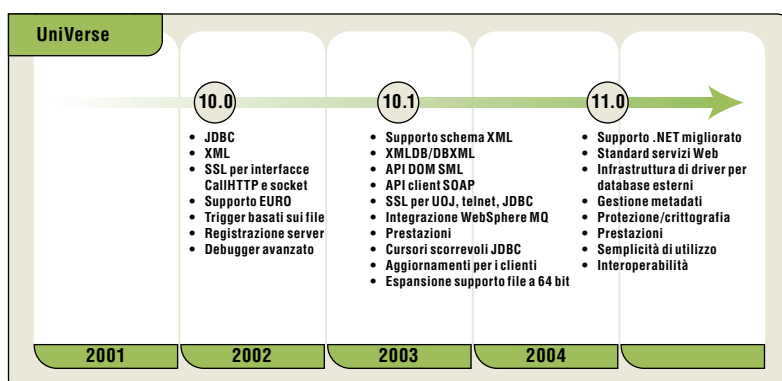 UniVerse
10.0
• JDBC
• XML
• SSL per interfacce
CallHTTP e socket
• Supporto EURO
• Trigger basati sui file
• Registrazione server
• Debugger avanzato
10.1
• Supporto schema XML
• XMLDB/DBXML
• API DOM SML
• API client SOAP
• SSL per UOJ, telnet, JDBC
• Integrazione WebSphere MQ
• Prestazioni
• Cursori scorrevoli JDBC
• Aggiornamenti per i clienti
• Espansione supporto file a 64 bit
11.0
• Supporto .NET migliorato
• Standard servizi Web
• Infrastruttura di driver per
database esterni
• Gestione metadati
• Protezione/crittografia
• Prestazioni
• Semplicità di utilizzo
• Interoperabilità
2001
2002
2003
2004